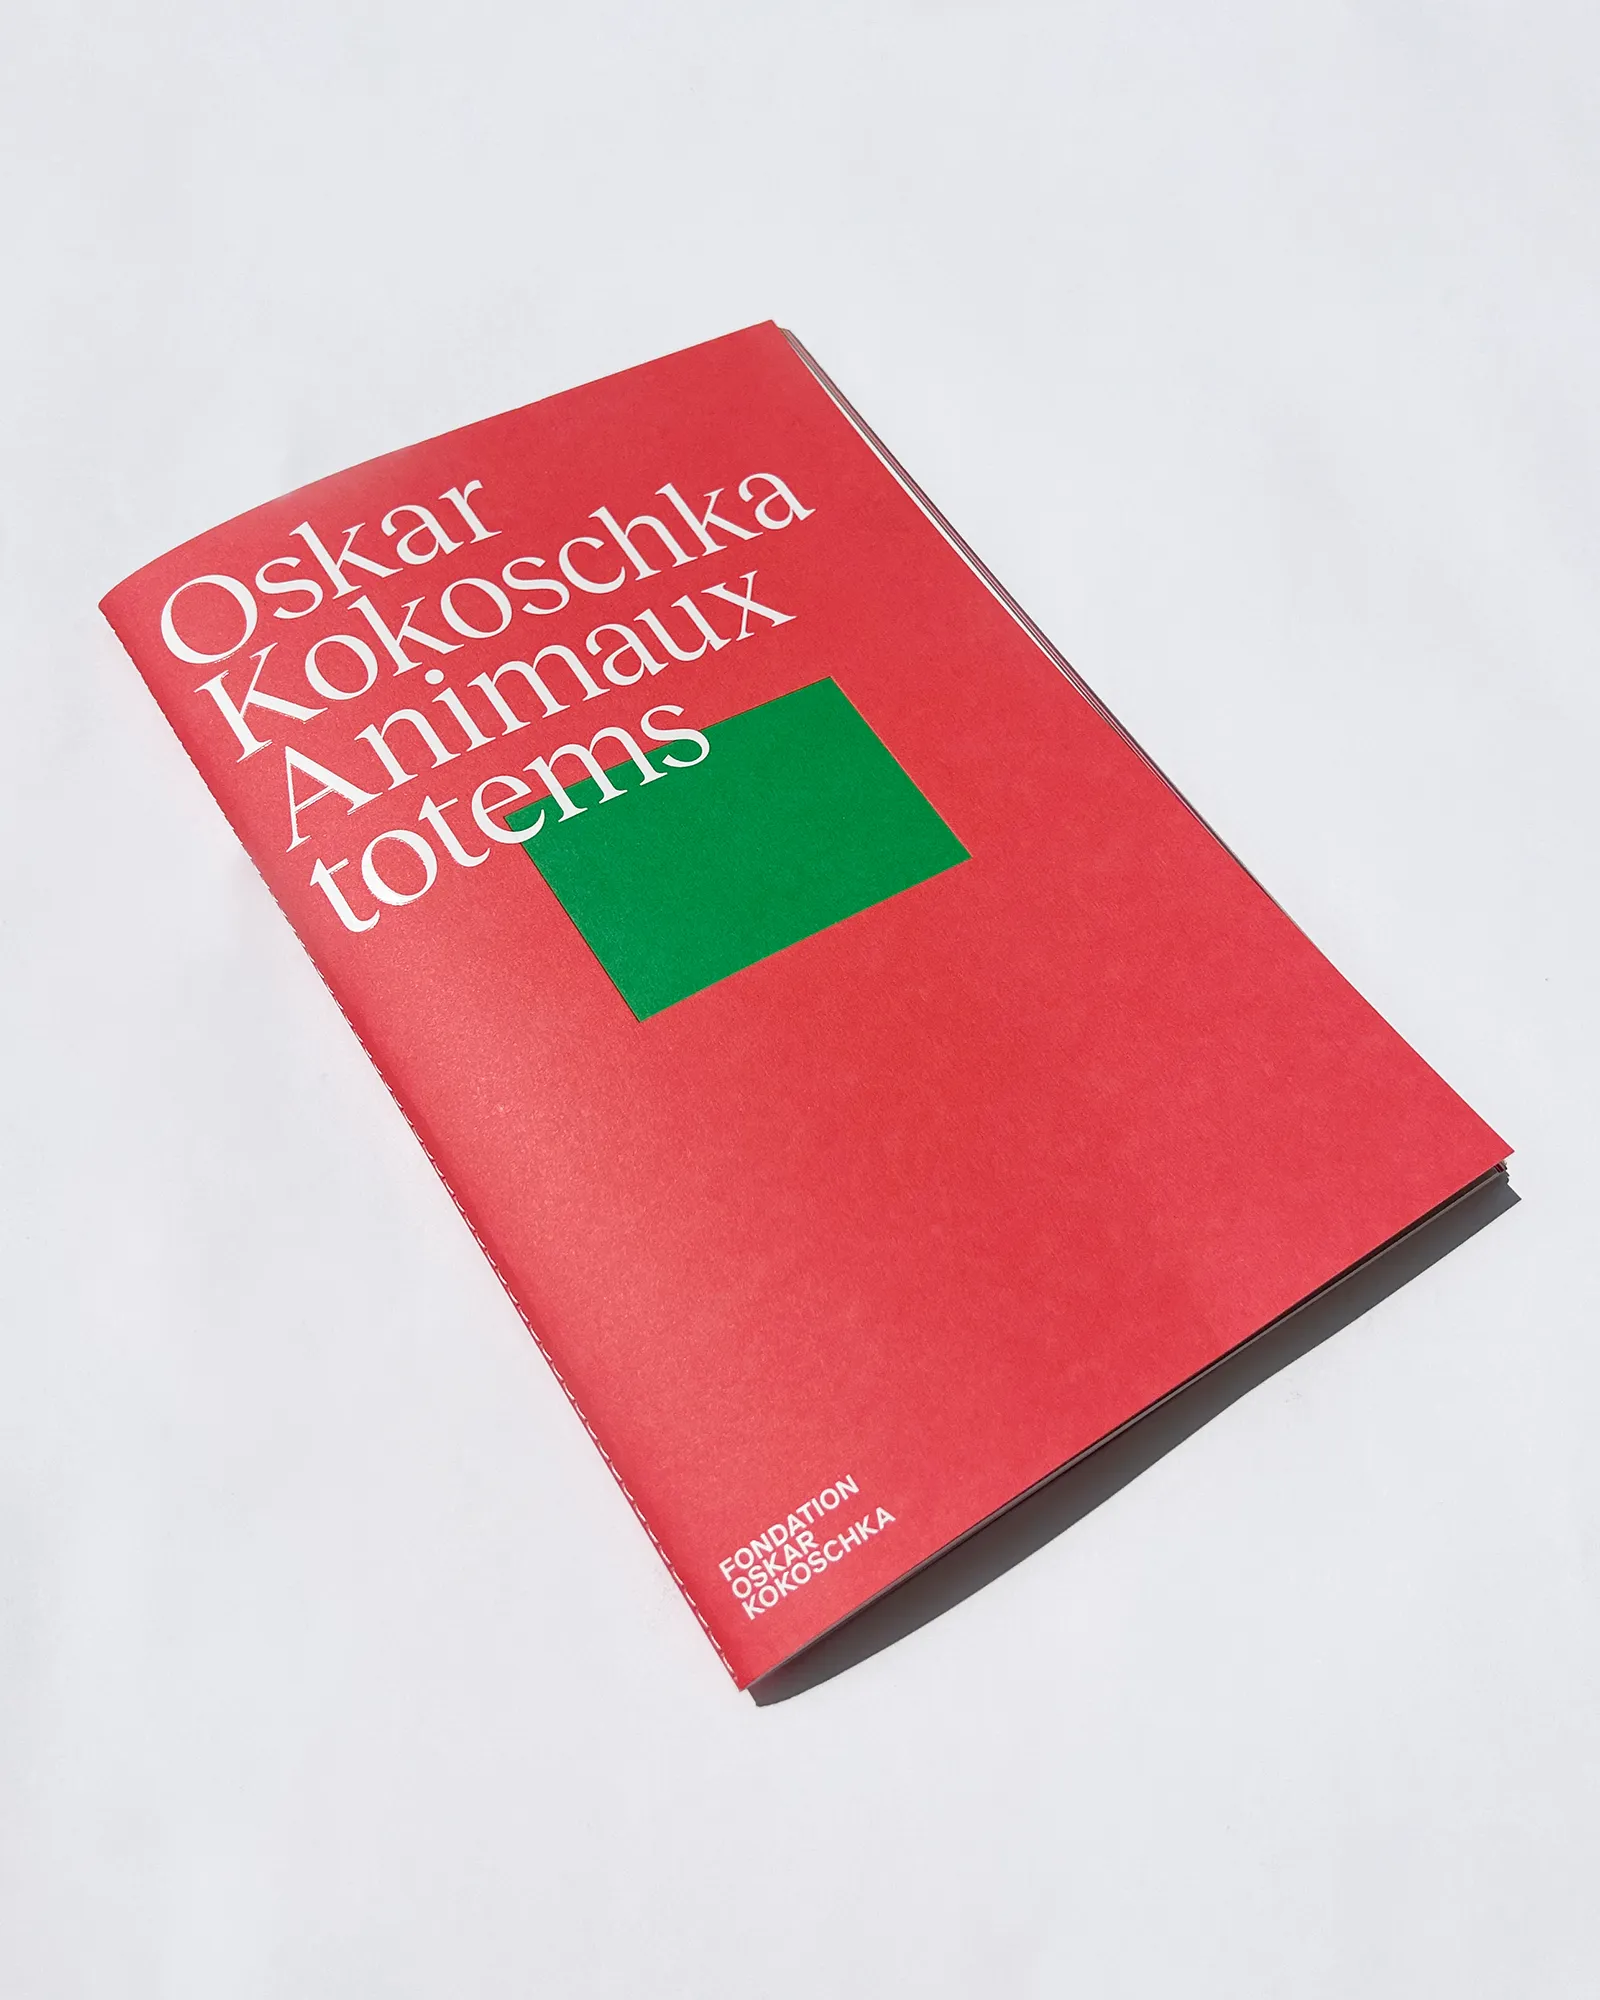 Oskar
Kokoschka
Animaux
totems
FONDATION
OSKAR
KOKOSCHKA